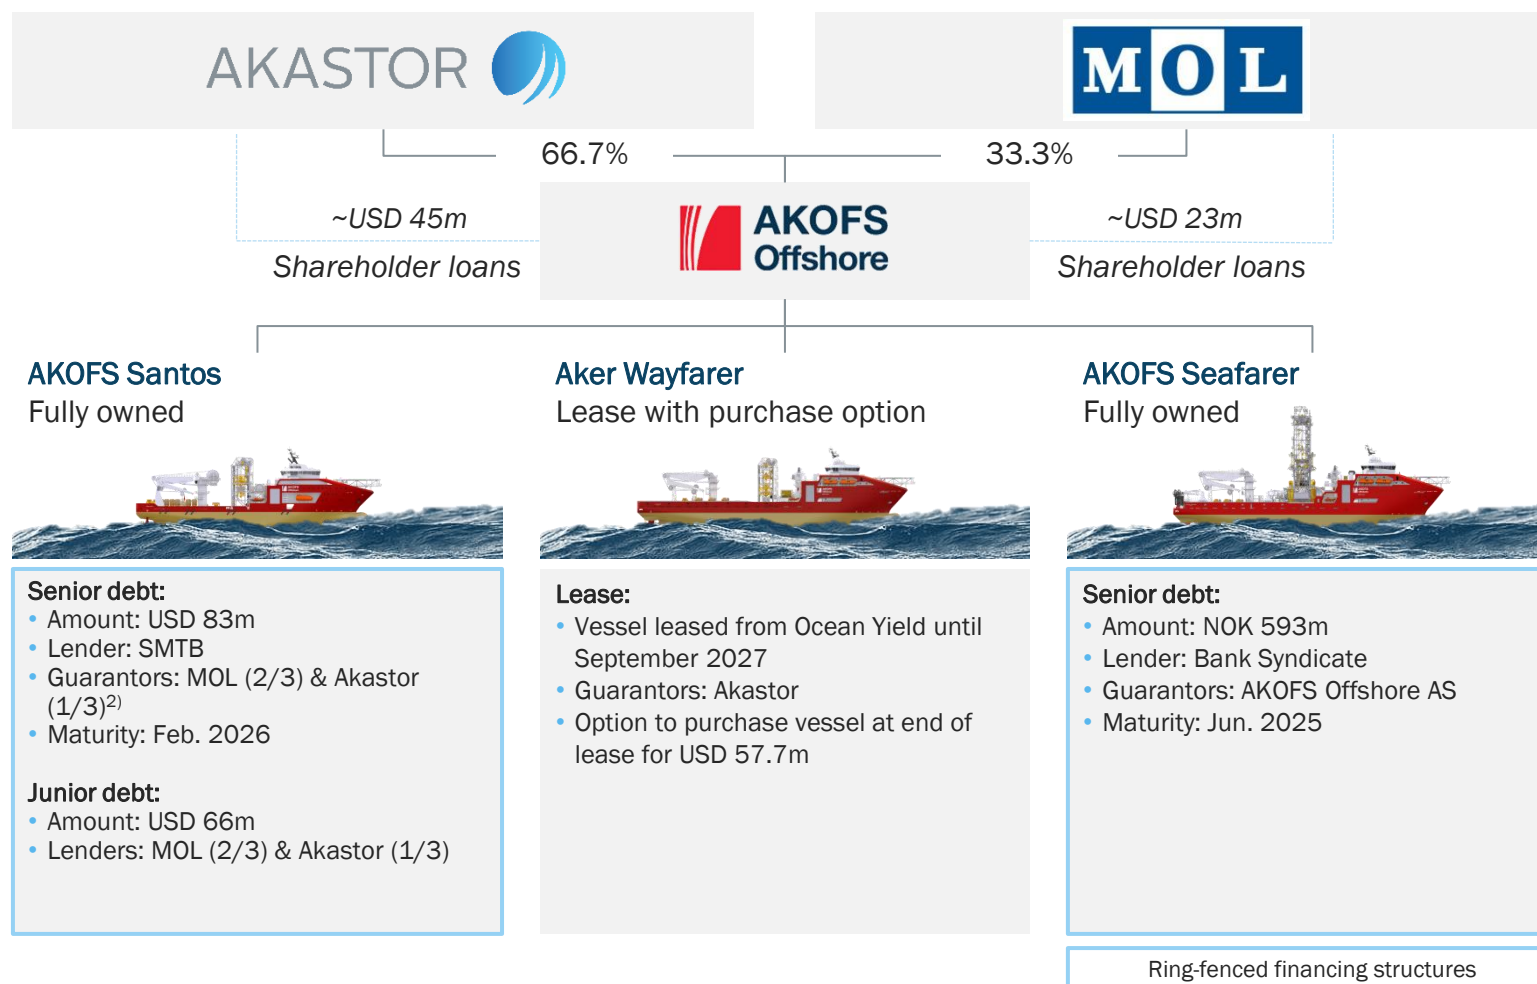 AKASTOR
MOL
66.7%
33.3%
~USD 45m
Shareholder loans
AKOFS
Offshore
~USD 23m
Shareholder loans
AKOFS Santos
Fully owned
Aker Wayfarer
Lease with purchase option
AKOFS Seafarer
Fully owned
Senior debt:
• Amount: USD 83m
• Lender: SMTB
• Guarantors: MOL (2/3) & Akastor
(1/3)2)
• Maturity: Feb. 2026
Junior debt:
• Amount: USD 66m
• Lenders: MOL (2/3) & Akastor (1/3)
Lease:
• Vessel leased from Ocean Yield until
September 2027
• Guarantors: Akastor
• Option to purchase vessel at end of
lease for USD 57.7m
Senior debt:
• Amount: NOK 593m
• Lender: Bank Syndicate
• Guarantors: AKOFS Offshore AS
• Maturity: Jun. 2025
Ring-fenced financing structures